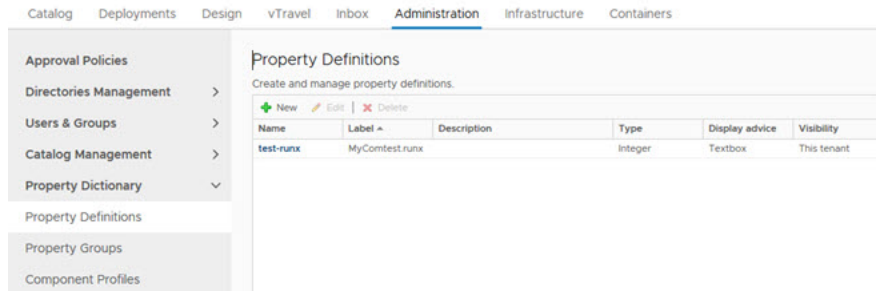 Catalog Deployments Design vTravel Inbox Administration Infrastructure Containers
Approval Policies
Directories Management
Users & Groups
Catalog Management
Property Dictionary
Property Definitions
Property Groups
Component Profiles
Property Definitions
Create and manage property definitions.
New Edit Delete
Name Label Description Type Display advice Visibility
test-runx MyComtest.runx Integer Textbox This tenant